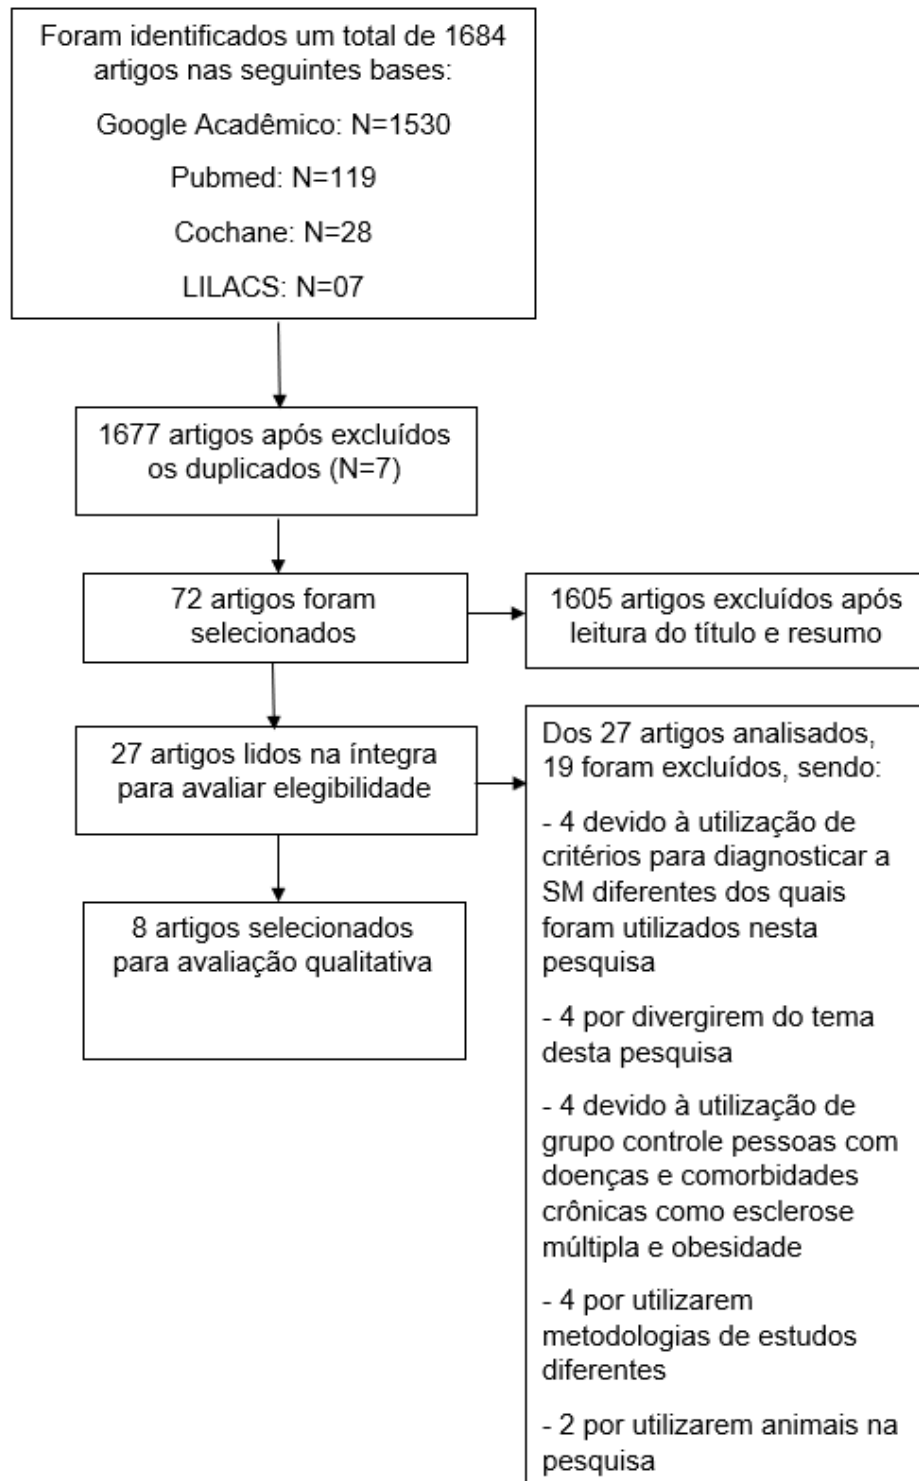 Foram identificados um total de 1684
artigos nas seguintes bases:
Google Acadêmico: N=1530
Pubmed: N=119
Cochane: N=28
LILACS: N=07
1677 artigos após excluídos
os duplicados (N=7)
72 artigos foram
selecionados
1605 artigos excluídos após
leitura do título e resumo
27 artigos lidos na íntegra
para avaliar elegibilidade
Dos 27 artigos analisados,
19 foram excluídos, sendo:
- 4 devido à utilização de
critérios para diagnosticar a
SM diferentes dos quais
foram utilizados nesta
pesquisa
- 4 por divergirem do tema
desta pesquisa
- 4 devido à utilização de
grupo controle pessoas com
doenças e comorbidades
crônicas como esclerose
múltipla e obesidade
- 4 por utilizarem
metodologias de estudos
diferentes
- 2 por utilizarem animais na
pesquisa
8 artigos selecionados
para avaliação qualitativa